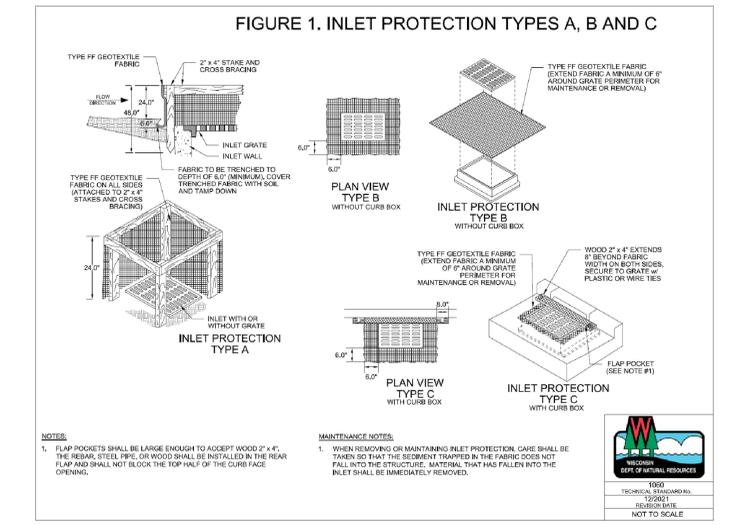 FIGURE 1. INLET PROTECTION TYPES A, B AND C
TYPE FF GEOTEXTILE
FABRIC
2" x 4" STAKE AND
CROSS BRACING
FLOW
DIRECTION
24.0"
48.0"
6.0"
INLET GRATE
INLET WALL
FABRIC TO BE TRENCHED TO
DEPTH OF 6.0" (MINIMUM), COVER
TRENCHED FABRIC WITH SOIL
AND TAMP DOWN
TYPE FF GEOTEXTILE
FABRIC ON ALL SIDES
(ATTACHED TO 2" x 4"
STAKES AND CROSS
BRACING)
24.0"
INLET WITH OR
WITHOUT GRATE
INLET PROTECTION
TYPE A
6.0"
6.0"
PLAN VIEW
TYPE B
WITHOUT CURB BOX
TYPE FF GEOTEXTILE FABRIC
(EXTEND FABRIC A MINIMUM OF 6"
AROUND GRATE PERIMETER FOR
MAINTENANCE OR REMOVAL)
INLET PROTECTION
TYPE B
WITHOUT CURB BOX
TYPE FF GEOTEXTILE FABRIC
(EXTEND FABRIC A MINIMUM
OF 6" AROUND GRATE
PERIMETER FOR
MAINTENANCE OR REMOVAL)
WOOD 2" x 4" EXTENDS
8" BEYOND FABRIC
WIDTH ON BOTH SIDES,
SECURE TO GRATE w/
PLASTIC OR WIRE TIES
8.0"
6.0"
6.0"
PLAN VIEW
TYPE C
WITH CURB BOX
FLAP POCKET
(SEE NOTE #1)
INLET PROTECTION
TYPE C
WITH CURB BOX
NOTES:
1. FLAP POCKETS SHALL BE LARGE ENOUGH TO ACCEPT WOOD 2" x 4",
THE REBAR, STEEL PIPE, OR WOOD SHALL BE INSTALLED IN THE REAR
FLAP AND SHALL NOT BLOCK THE TOP HALF OF THE CURB FACE
OPENING.
MAINTENANCE NOTES:
1. WHEN REMOVING OR MAINTAINING INLET PROTECTION, CARE SHALL BE
TAKEN SO THAT THE SEDIMENT TRAPPED IN THE FABRIC DOES NOT
FALL INTO THE STRUCTURE. MATERIAL THAT HAS FALLEN INTO THE
INLET SHALL BE IMMEDIATELY REMOVED.
WISCONSIN
DEPT. OF NATURAL RESOURCES
1060
TECHNICAL STANDARD No.
12/2021
REVISION DATE
NOT TO SCALE